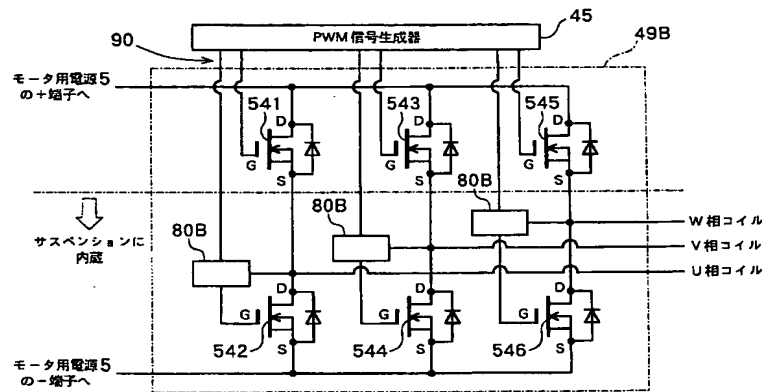 PWM 信号生成器
45
90
49B
モータ用電源5
の+端子へ
541
543
545
D
D
D
G
G
G
S
S
S
80B
80B
80B
サスペンションに
内蔵
W相コイル
V相コイル
U相コイル
D
D
D
G
G
G
542
544
546
S
S
S
モータ用電源5
の-端子へ